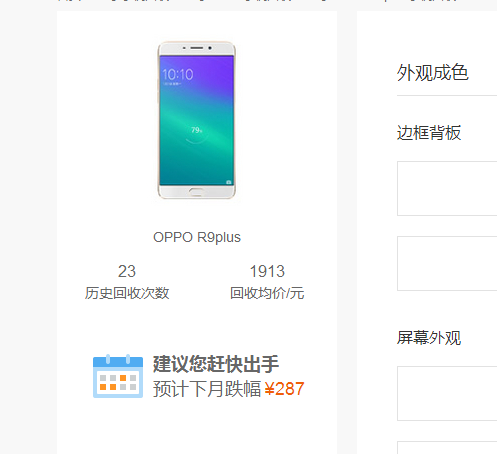 10:10
79
OPPO R9plus
23
1913
历史回收次数
回收均价/元
建议您赶快出手
预计下月跌幅 ¥287
外观成色
边框背板
屏幕外观